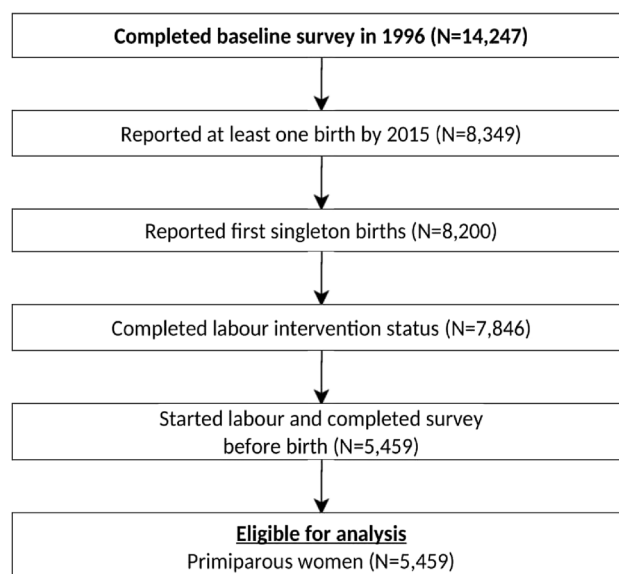 Completed baseline survey in 1996 (N=14,247)
Reported at least one birth by 2015 (N=8,349)
Reported first singleton births (N=8,200)
Completed labour intervention status (N=7,846)
Started labour and completed survey
before birth (N=5,459)
Eligible for analysis
Primiparous women (N=5,459)